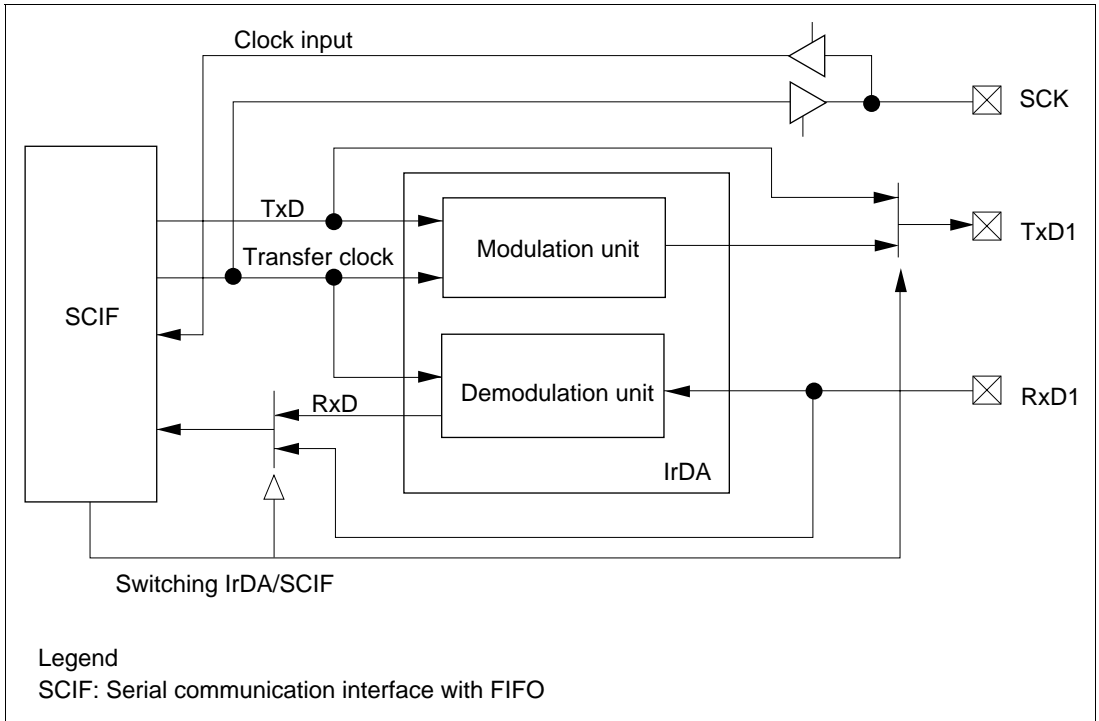 Clock input
SCK
TxD
TxD1
Transfer clock
Modulation unit
SCIF
Demodulation unit
RxD
RxD1
IrDA
Switching IrDA/SCIF
Legend
SCIF: Serial communication interface with FIFO